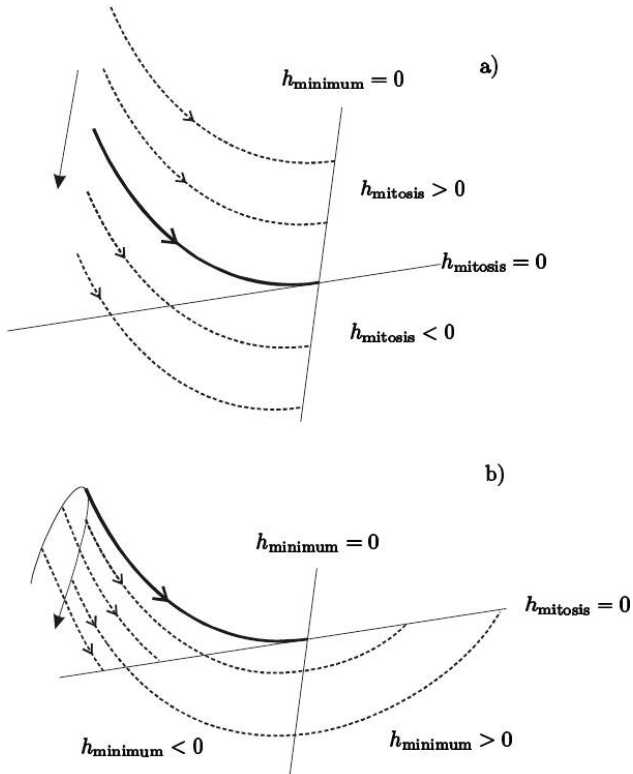 a)
h_minimum = 0
h_mitosis > 0
h_mitosis = 0
h_mitosis < 0
b)
h_minimum = 0
h_mitosis = 0
h_minimum < 0
h_minimum > 0